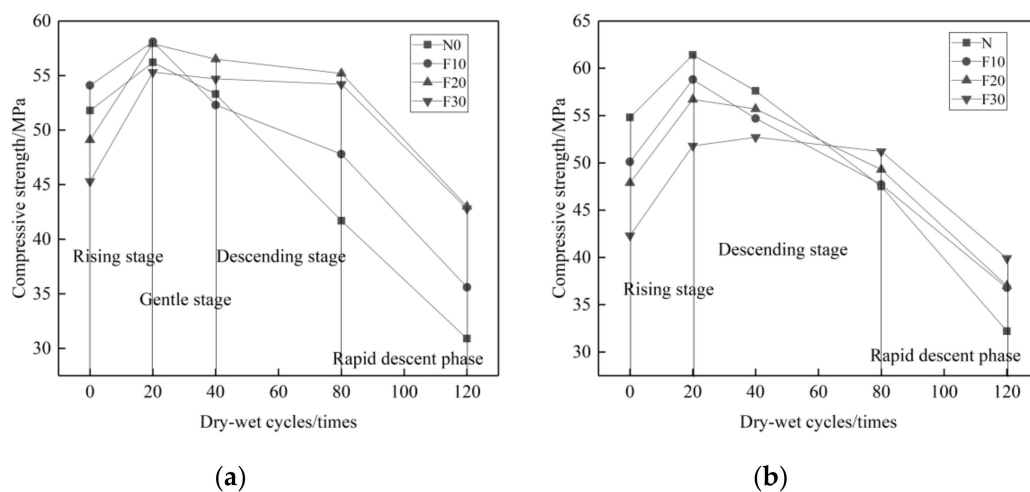 60
55
50
45
40
35
30
Compressive strength/MPa
N0
F10
F20
F30
Rising stage
Gentle stage
Descending stage
Rapid descent phase
0 20 40 60 80 100 120
Dry-wet cycles/times
(a)
65
60
55
50
45
40
35
30
Compressive strength/MPa
N
F10
F20
F30
Rising stage
Descending stage
Rapid descent phase
0 20 40 60 80 100 120
Dry-wet cycles/times
(b)